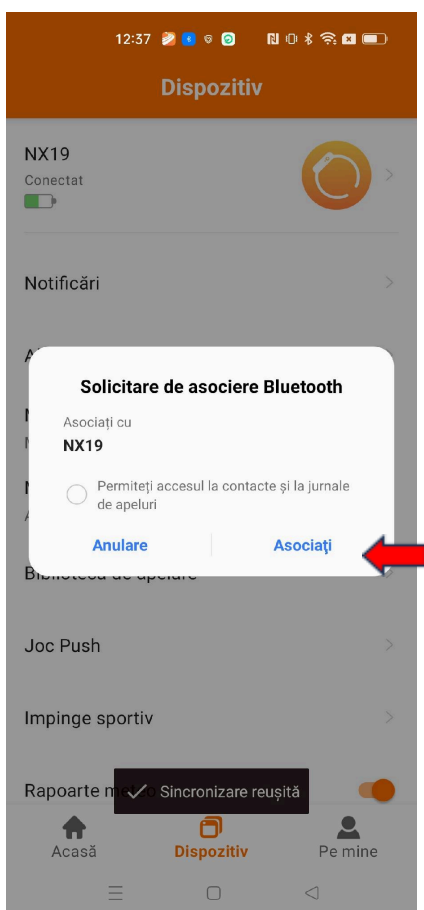 12:37
Dispozitiv
NX19
Conectat
Notificări
Solicitare de asociere Bluetooth
Asociați cu
NX19
Permiteți accesul la contacte și la jurnale
de apeluri
Anulare
Asociați
Joc Push
Impinge sportiv
Rapoarte
Sincronizare reușită
Acasă
Dispozitiv
Pe mine